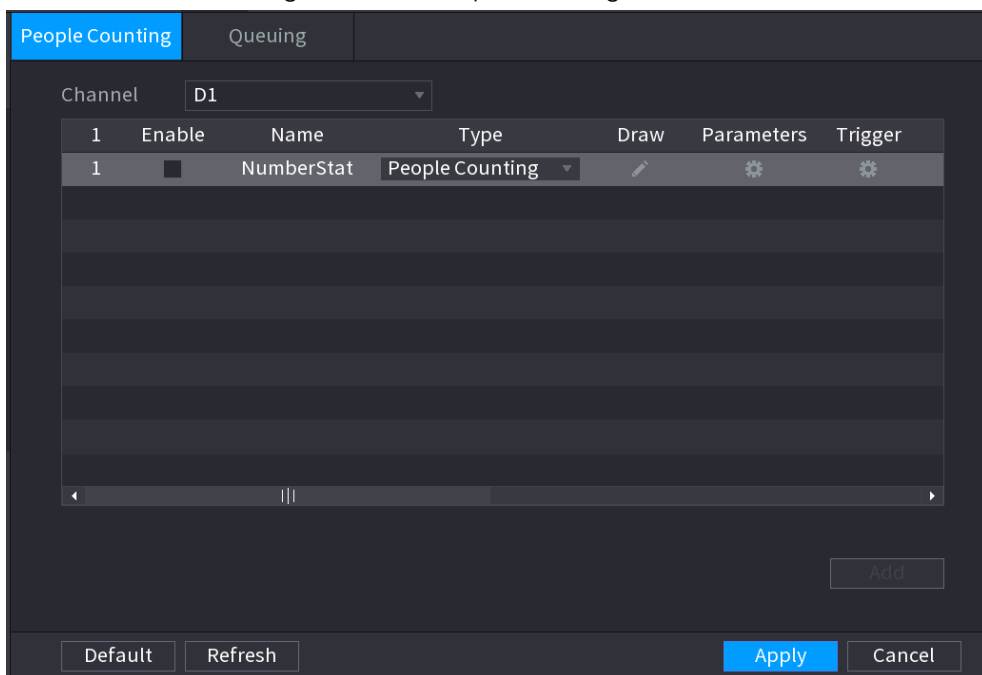 People Counting Queuing
Channel D1
1 Enable Name Type Draw Parameters Trigger
1 NumberStat People Counting
Add
Default Refresh Apply Cancel